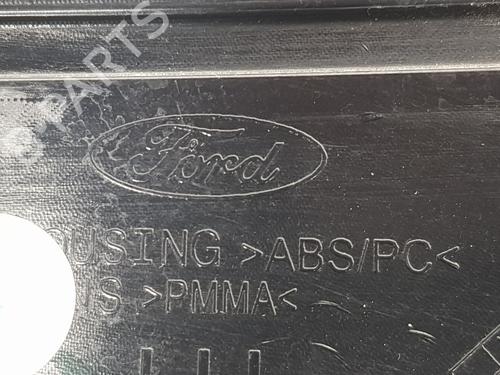 Ford
OUSING >ABS/PC<
S >PMMA<
PARTS